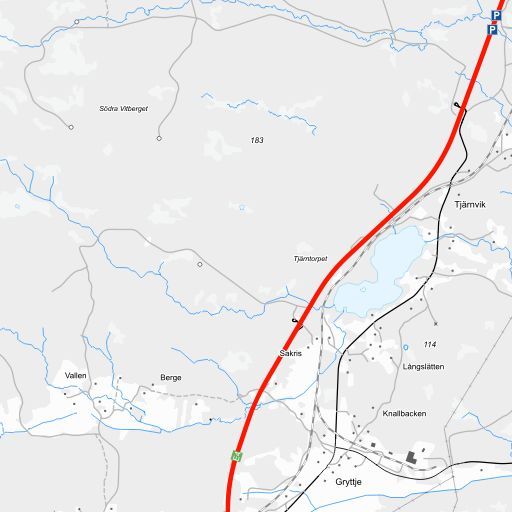 P
P
Södra Vitberget
183
Tjärnvik
Tjärntorpet
Sakris
114
Långslätten
Vallen
Berge
Knallbacken
Gryttje